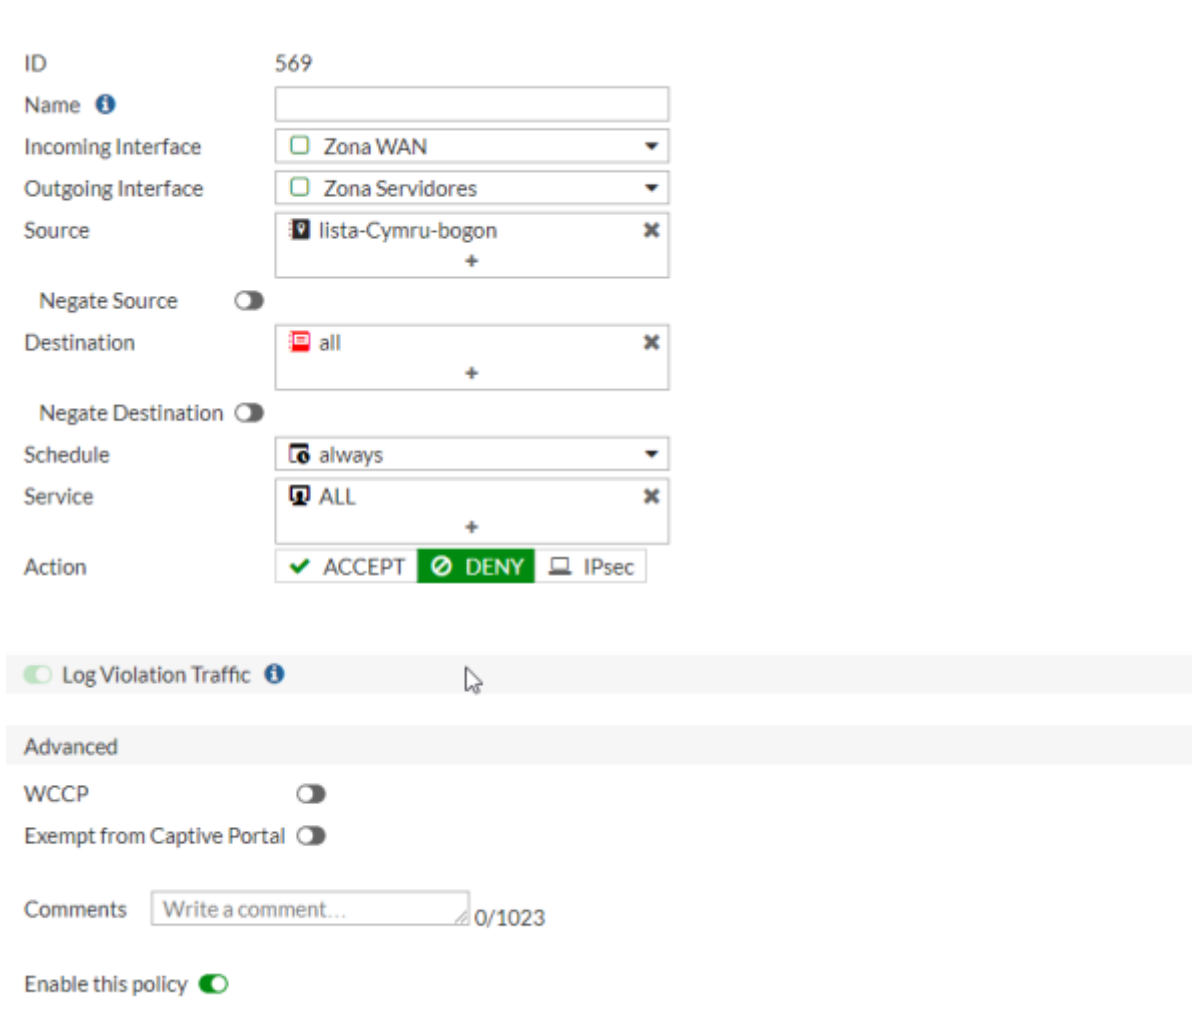 ID 569
Name
Incoming Interface Zona WAN
Outgoing Interface Zona Servidores
Source lista-Cymru-bogon
+
Negate Source
Destination all
+
Negate Destination
Schedule always
Service ALL
+
Action ACCEPT DENY IPsec
Log Violation Traffic
Advanced
WCCP
Exempt from Captive Portal
Comments Write a comment... 0/1023
Enable this policy